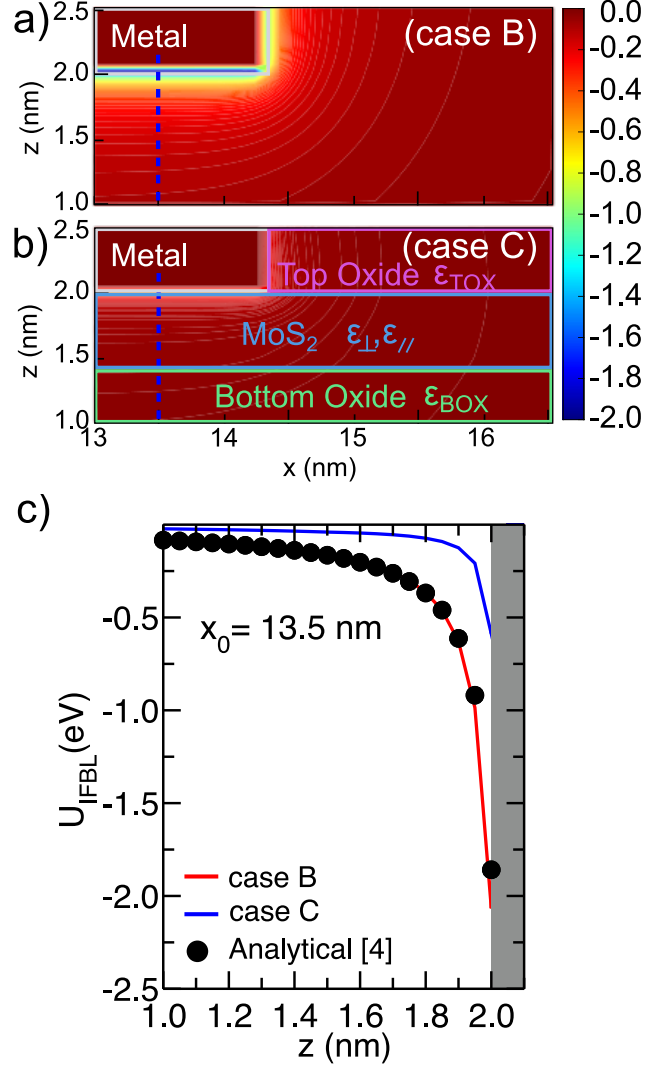 a)
Metal
(case B)
z (nm)
2.5
2.0
1.5
1.0
0.0
-0.2
-0.4
-0.6
-0.8
-1.0
-1.2
-1.4
-1.6
-1.8
-2.0
b)
Metal
(case C)
Top Oxide ε_TOX
MoS₂ ε⊥,ε//
Bottom Oxide ε_BOX
z (nm)
2.5
2.0
1.5
1.0
13 14 15 16
x (nm)
c)
x₀= 13.5 nm
U_IFBL(eV)
-0.5
-1.0
-1.5
-2.0
-2.5
case B
case C
Analytical [4]
1.0 1.2 1.4 1.6 1.8 2.0
z (nm)